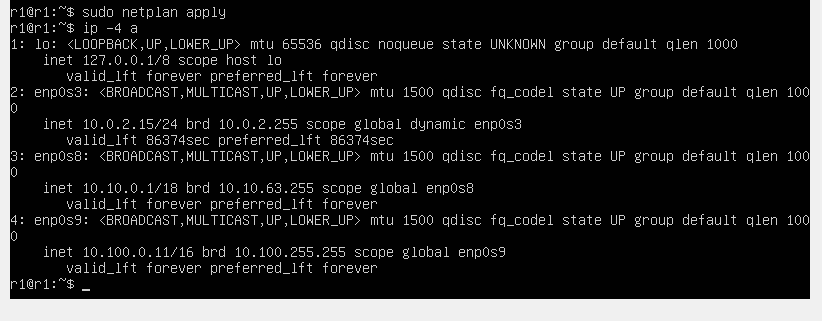 r1@r1:~$ sudo netplan apply
r1@r1:~$ ip -4 a
1: lo: <LOOPBACK,UP,LOWER_UP> mtu 65536 qdisc noqueue state UNKNOWN group default qlen 1000
    inet 127.0.0.1/8 scope host lo
       valid_lft forever preferred_lft forever
2: enp0s3: <BROADCAST,MULTICAST,UP,LOWER_UP> mtu 1500 qdisc fq_codel state UP group default qlen 100
0
    inet 10.0.2.15/24 brd 10.0.2.255 scope global dynamic enp0s3
       valid_lft 86374sec preferred_lft 86374sec
3: enp0s8: <BROADCAST,MULTICAST,UP,LOWER_UP> mtu 1500 qdisc fq_codel state UP group default qlen 100
0
    inet 10.10.0.1/18 brd 10.10.63.255 scope global enp0s8
       valid_lft forever preferred_lft forever
4: enp0s9: <BROADCAST,MULTICAST,UP,LOWER_UP> mtu 1500 qdisc fq_codel state UP group default qlen 100
0
    inet 10.100.0.11/16 brd 10.100.255.255 scope global enp0s9
       valid_lft forever preferred_lft forever
r1@r1:~$ _